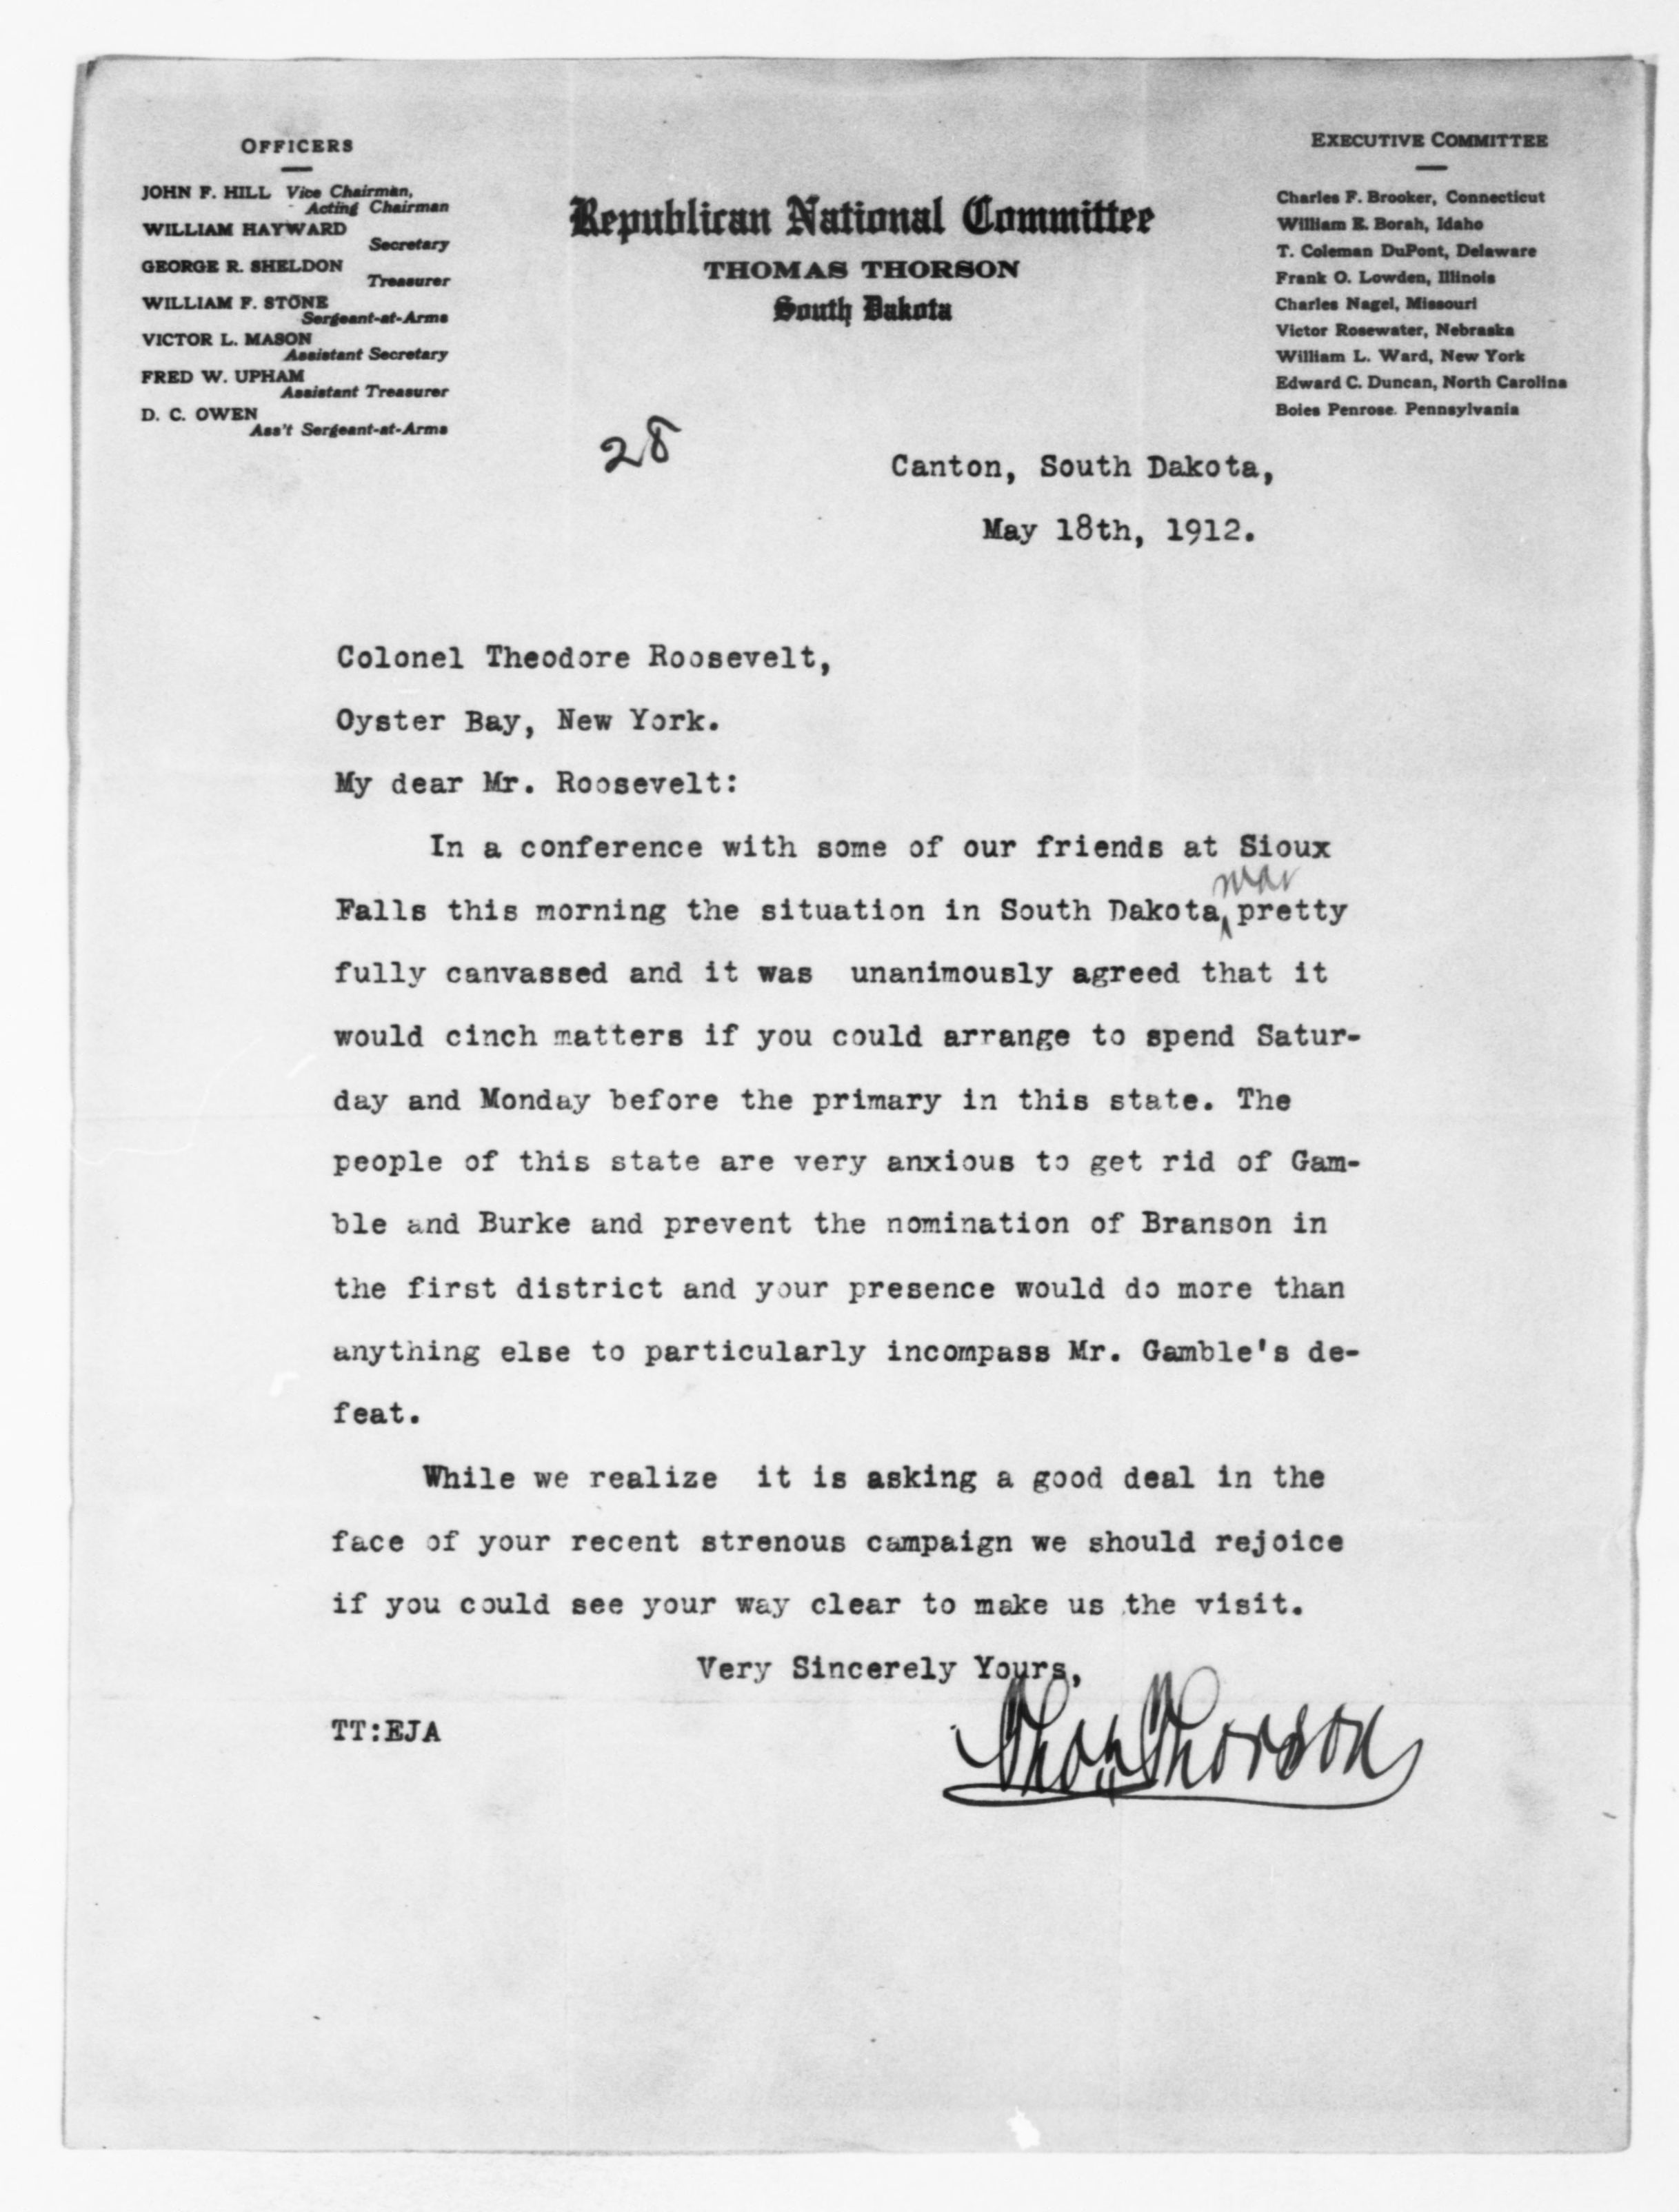 OFFICERS
JOHN F. HILL Vice Chairman,
Acting Chairman
WILLIAM HAYWARD
Secretary
GEORGE R. SHELDON
Treasurer
WILLIAM F. STONE
Sergeant-at-Arms
VICTOR L. MASON
Assistant Secretary
FRED W. UPHAM
Assistant Treasurer
D. C. OWEN
Ass't Sergeant-at-Arms
Republican National Committee
THOMAS THORSON
South Dakota
EXECUTIVE COMMITTEE
Charles F. Brooker, Connecticut
William E. Borah, Idaho
T. Coleman DuPont, Delaware
Frank O. Lowden, Illinois
Charles Nagel, Missouri
Victor Rosewater, Nebraska
William L. Ward, New York
Edward C. Duncan, North Carolina
Boies Penrose. Pennsylvania
28
Canton, South Dakota,
May 18th, 1912.
Colonel Theodore Roosevelt,
Oyster Bay, New York.
My dear Mr. Roosevelt:
In a conference with some of our friends at Sioux
was
Falls this morning the situation in South Dakota pretty
fully canvassed and it was unanimously agreed that it
would cinch matters if you could arrange to spend Satur-
day and Monday before the primary in this state. The
people of this state are very anxious to get rid of Gam-
ble and Burke and prevent the nomination of Branson in
the first district and your presence would do more than
anything else to particularly incompass Mr. Gamble's de-
feat.
While we realize it is asking a good deal in the
face of your recent strenous campaign we should rejoice
if you could see your way clear to make us the visit.
Very Sincerely Yours,
Thos Thorson
TT:EJA